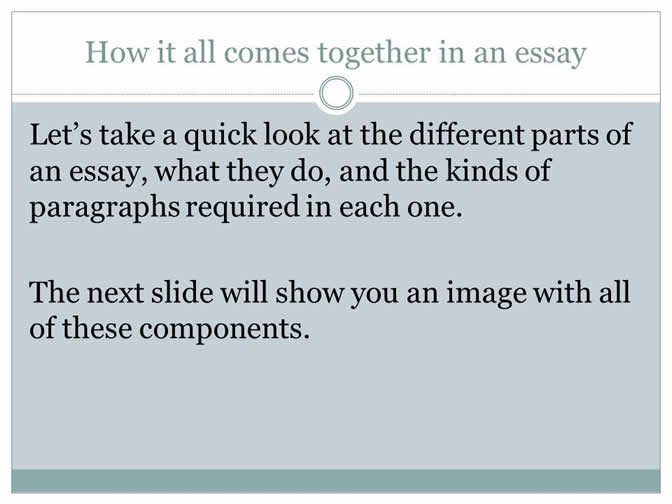 How it all comes together in an essay
Let’s take a quick look at the different parts of
an essay, what they do, and the kinds of
paragraphs required in each one.
The next slide will show you an image with all
of these components.